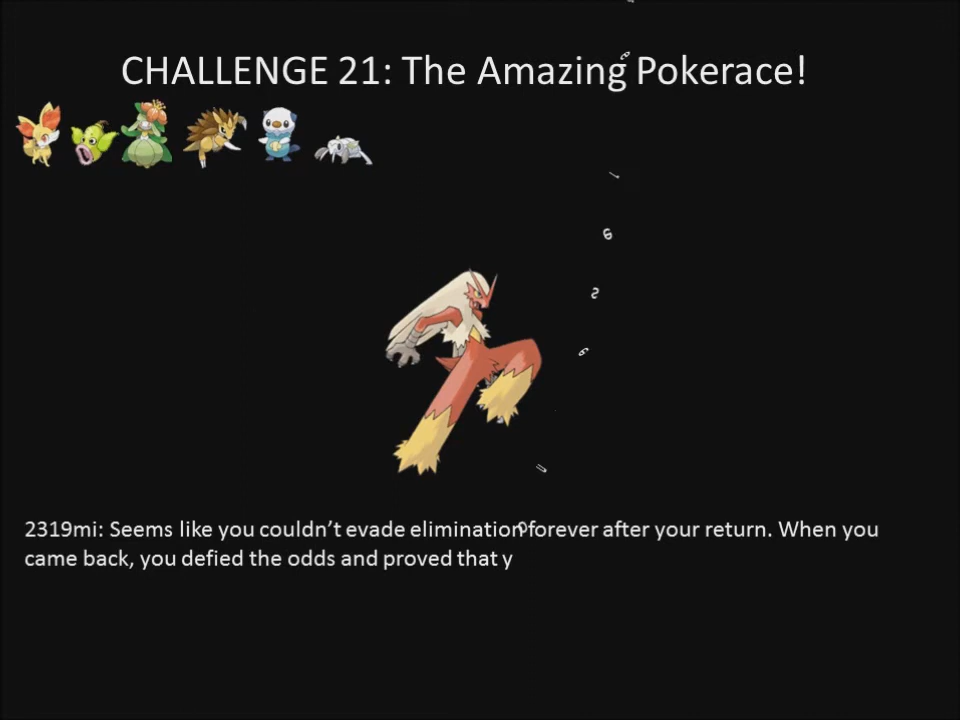 CHALLENGE 21: The Amazing Pokerace!
6
2319mi: Seems like you couldn't evade elimination forever after your return. When you
came back, you defied the odds and proved that y